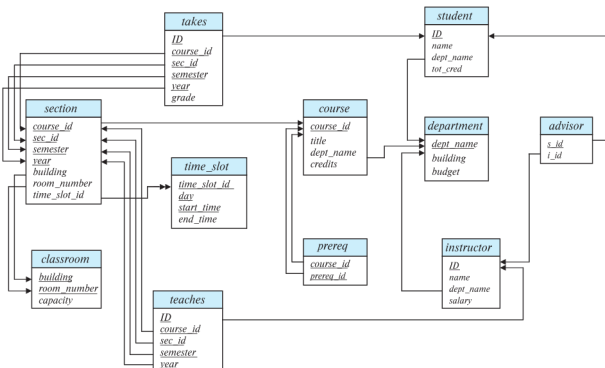 takes
ID
course_id
sec_id
semester
year
grade
student
ID
name
dept_name
tot_cred
section
course_id
sec_id
semester
year
building
room_number
time_slot_id
course
course_id
title
dept_name
credits
department
dept_name
building
budget
advisor
s_id
i_id
time_slot
time_slot_id
day
start_time
end_time
prereq
course_id
prereq_id
instructor
ID
name
dept_name
salary
classroom
building
room_number
capacity
teaches
ID
course_id
sec_id
semester
year